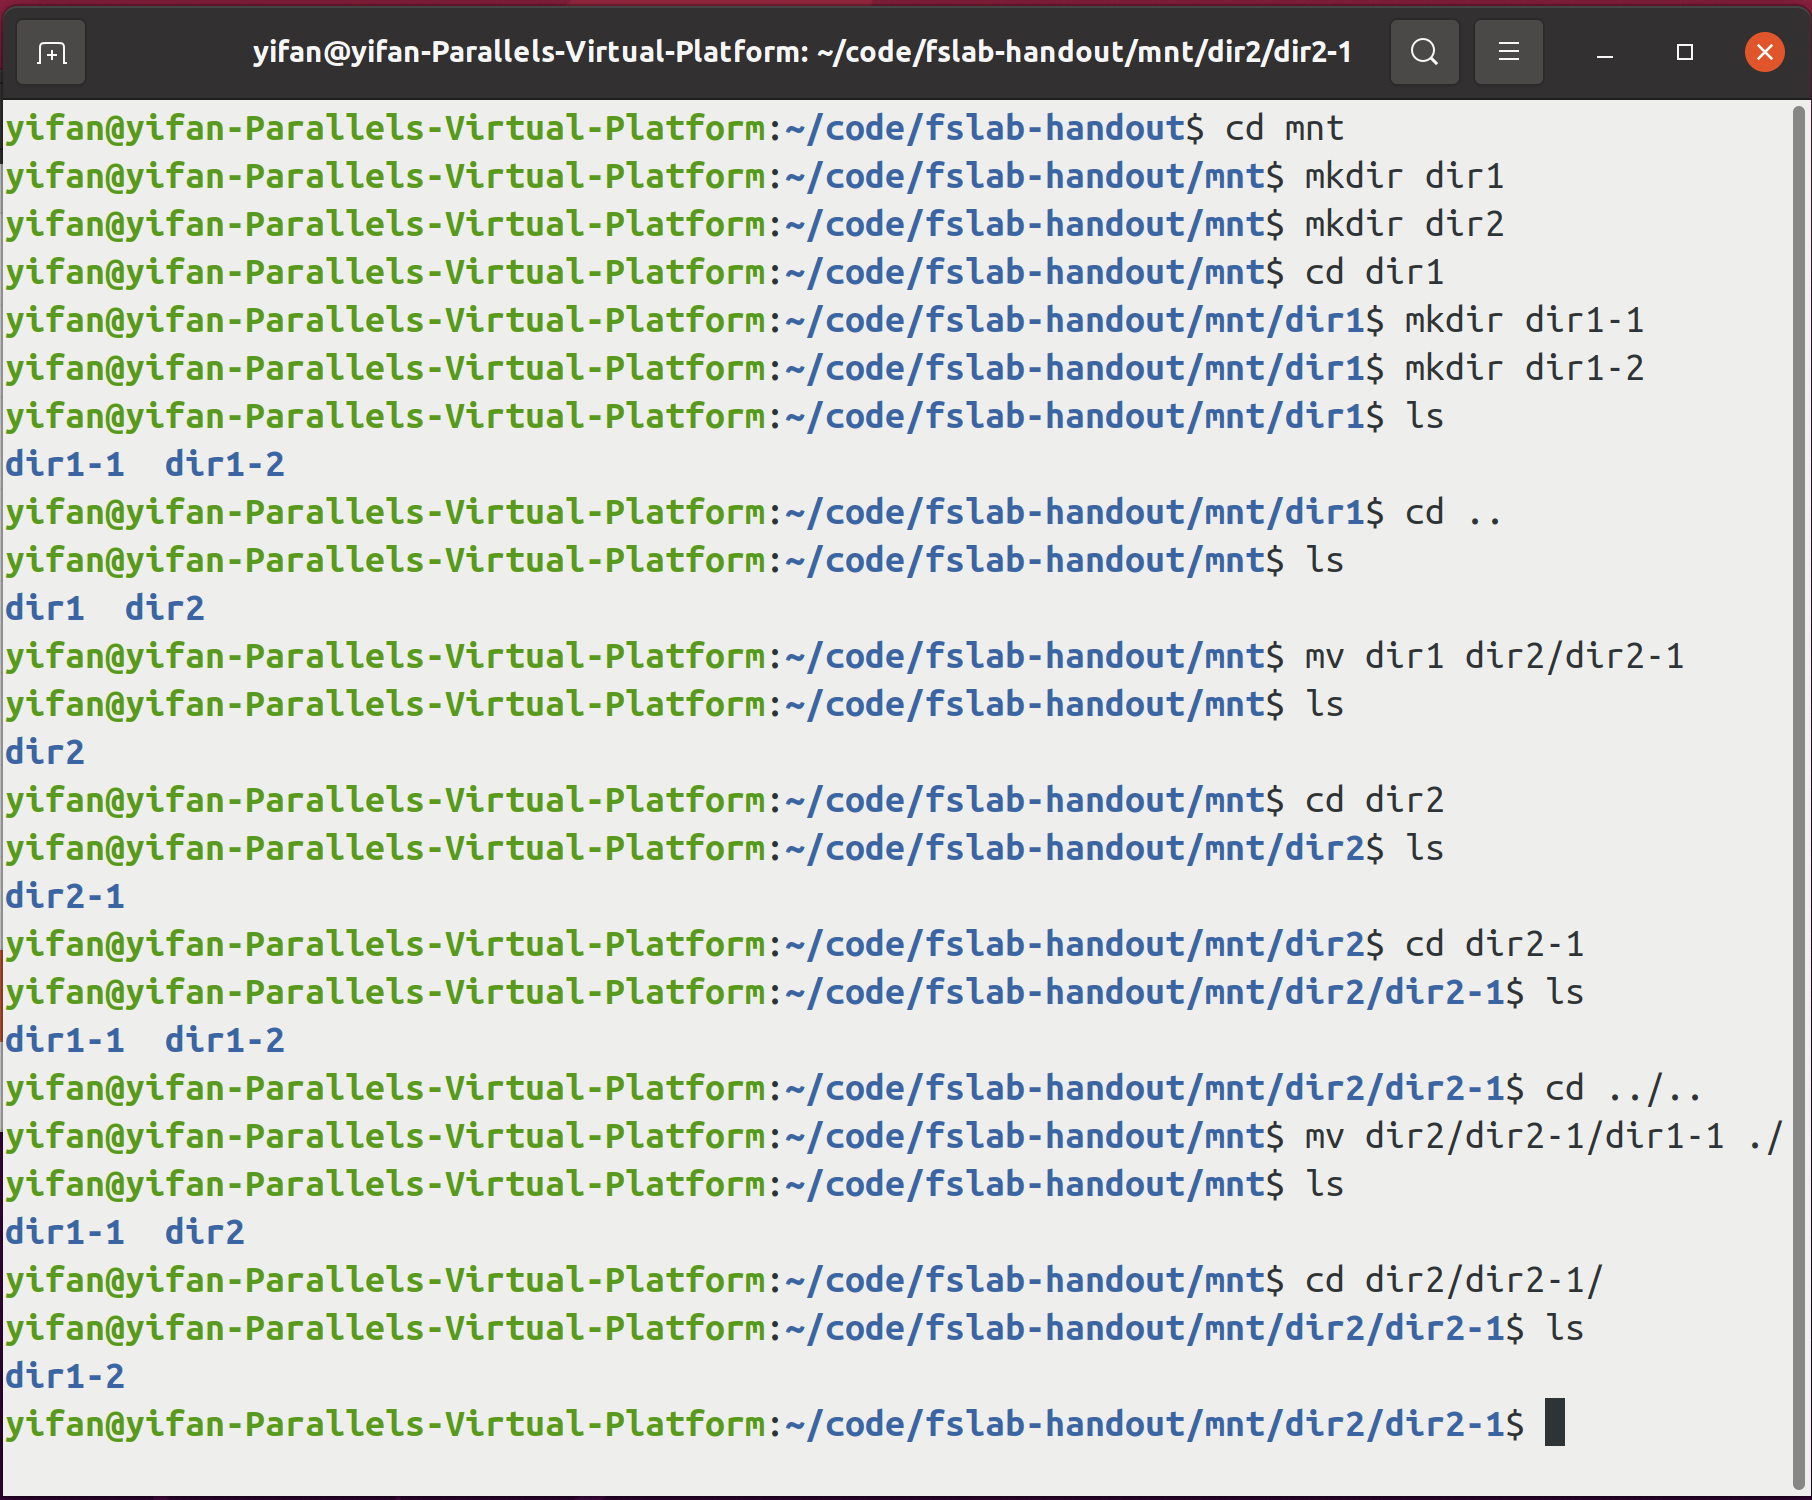 yifan@yifan-Parallels-Virtual-Platform: ~/code/fslab-handout/mnt/dir2/dir2-1
yifan@yifan-Parallels-Virtual-Platform:~/code/fslab-handout$ cd mnt
yifan@yifan-Parallels-Virtual-Platform:~/code/fslab-handout/mnt$ mkdir dir1
yifan@yifan-Parallels-Virtual-Platform:~/code/fslab-handout/mnt$ mkdir dir2
yifan@yifan-Parallels-Virtual-Platform:~/code/fslab-handout/mnt$ cd dir1
yifan@yifan-Parallels-Virtual-Platform:~/code/fslab-handout/mnt/dir1$ mkdir dir1-1
yifan@yifan-Parallels-Virtual-Platform:~/code/fslab-handout/mnt/dir1$ mkdir dir1-2
yifan@yifan-Parallels-Virtual-Platform:~/code/fslab-handout/mnt/dir1$ ls
dir1-1  dir1-2
yifan@yifan-Parallels-Virtual-Platform:~/code/fslab-handout/mnt/dir1$ cd ..
yifan@yifan-Parallels-Virtual-Platform:~/code/fslab-handout/mnt$ ls
dir1  dir2
yifan@yifan-Parallels-Virtual-Platform:~/code/fslab-handout/mnt$ mv dir1 dir2/dir2-1
yifan@yifan-Parallels-Virtual-Platform:~/code/fslab-handout/mnt$ ls
dir2
yifan@yifan-Parallels-Virtual-Platform:~/code/fslab-handout/mnt$ cd dir2
yifan@yifan-Parallels-Virtual-Platform:~/code/fslab-handout/mnt/dir2$ ls
dir2-1
yifan@yifan-Parallels-Virtual-Platform:~/code/fslab-handout/mnt/dir2$ cd dir2-1
yifan@yifan-Parallels-Virtual-Platform:~/code/fslab-handout/mnt/dir2/dir2-1$ ls
dir1-1  dir1-2
yifan@yifan-Parallels-Virtual-Platform:~/code/fslab-handout/mnt/dir2/dir2-1$ cd ../..
yifan@yifan-Parallels-Virtual-Platform:~/code/fslab-handout/mnt$ mv dir2/dir2-1/dir1-1 ./
yifan@yifan-Parallels-Virtual-Platform:~/code/fslab-handout/mnt$ ls
dir1-1  dir2
yifan@yifan-Parallels-Virtual-Platform:~/code/fslab-handout/mnt$ cd dir2/dir2-1/
yifan@yifan-Parallels-Virtual-Platform:~/code/fslab-handout/mnt/dir2/dir2-1$ ls
dir1-2
yifan@yifan-Parallels-Virtual-Platform:~/code/fslab-handout/mnt/dir2/dir2-1$